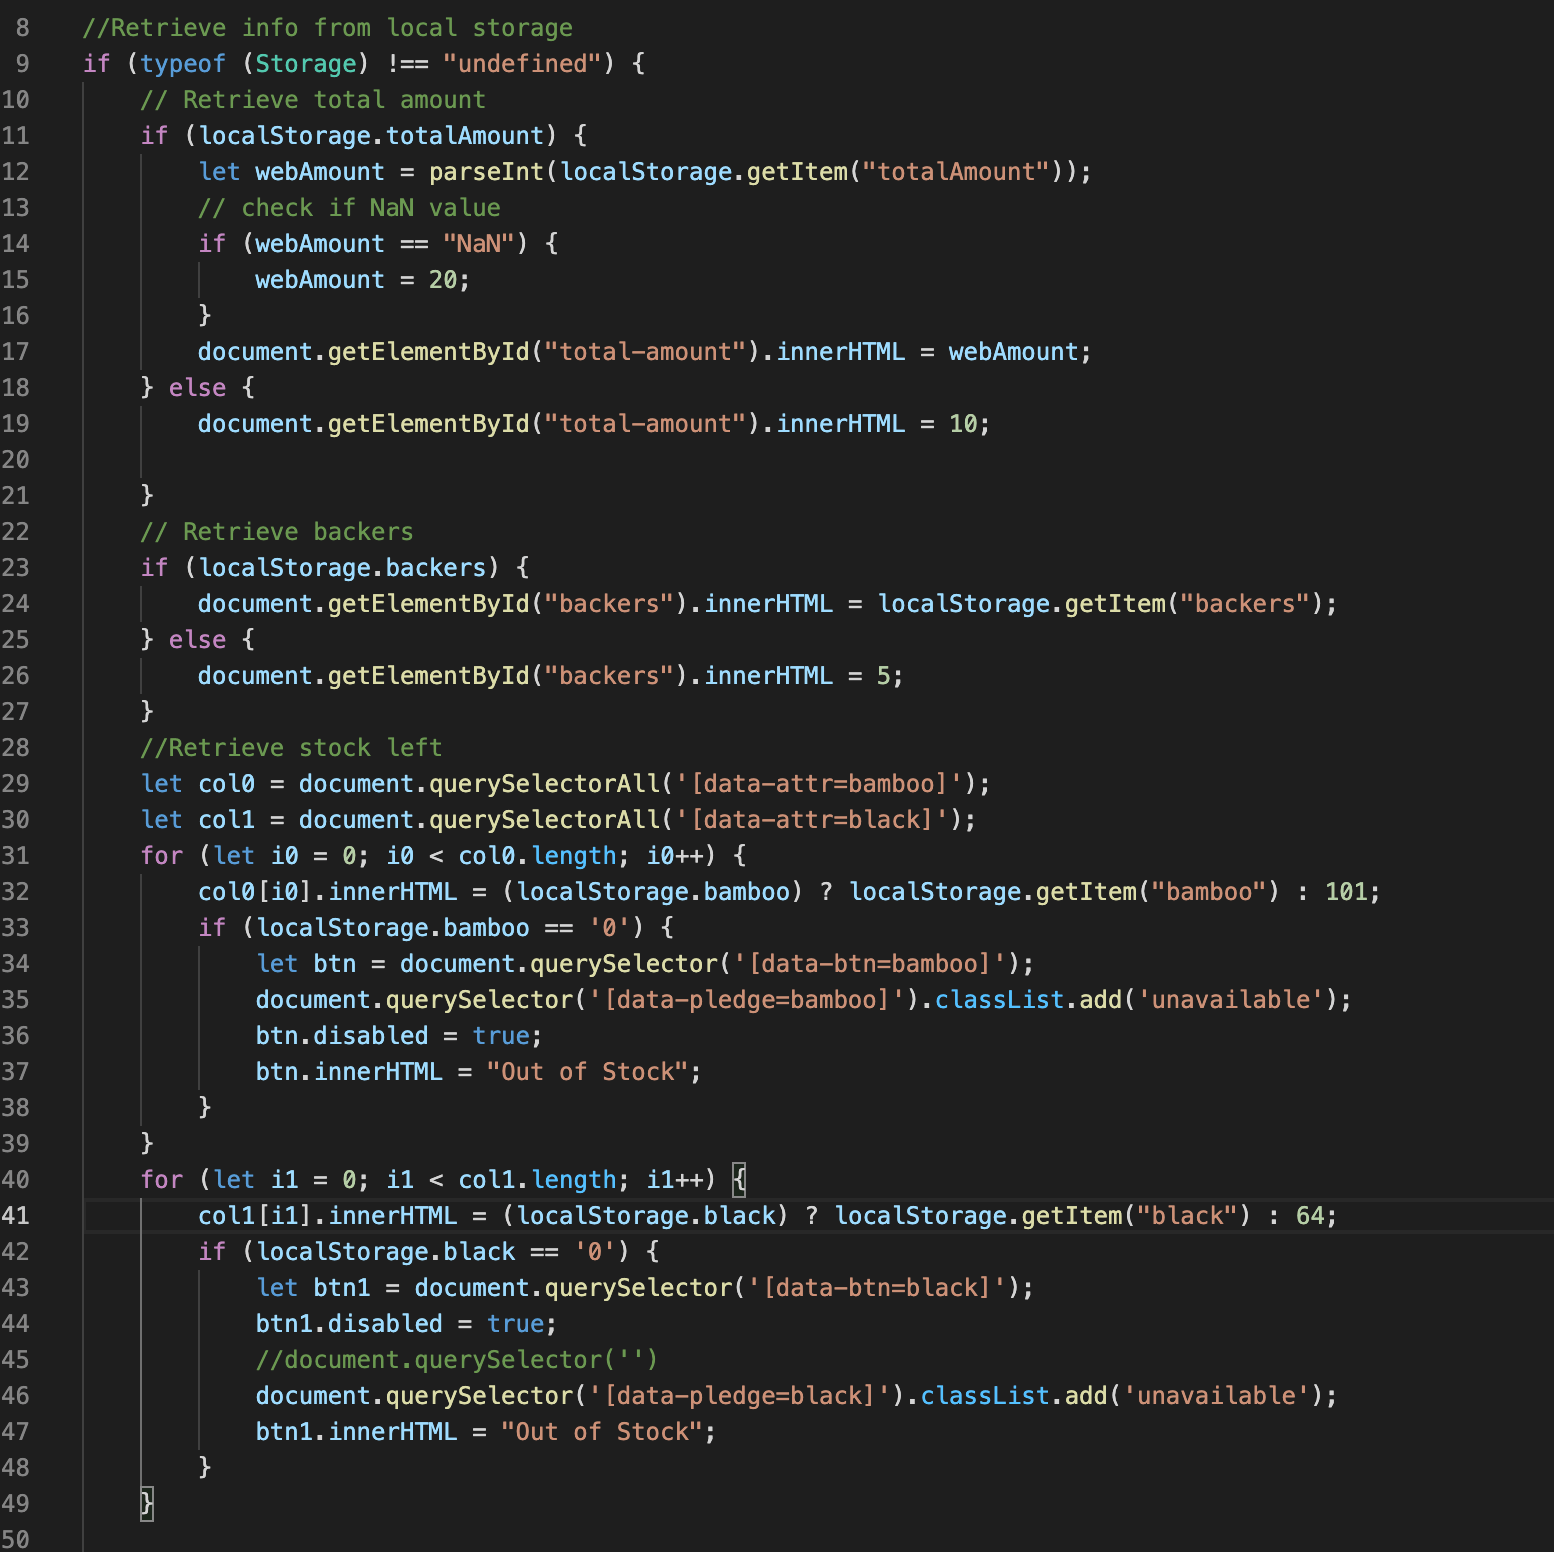 8 //Retrieve info from local storage
9 if (typeof (Storage) !== "undefined") {
10 // Retrieve total amount
11 if (localStorage.totalAmount) {
12 let webAmount = parseInt(localStorage.getItem("totalAmount"));
13 // check if NaN value
14 if (webAmount == "NaN") {
15 webAmount = 20;
16 }
17 document.getElementById("total-amount").innerHTML = webAmount;
18 } else {
19 document.getElementById("total-amount").innerHTML = 10;
20
21 }
22 // Retrieve backers
23 if (localStorage.backers) {
24 document.getElementById("backers").innerHTML = localStorage.getItem("backers");
25 } else {
26 document.getElementById("backers").innerHTML = 5;
27 }
28 //Retrieve stock left
29 let col0 = document.querySelectorAll('[data-attr=bamboo]');
30 let col1 = document.querySelectorAll('[data-attr=black]');
31 for (let i0 = 0; i0 < col0.length; i0++) {
32 col0[i0].innerHTML = (localStorage.bamboo) ? localStorage.getItem("bamboo") : 101;
33 if (localStorage.bamboo == '0') {
34 let btn = document.querySelector('[data-btn=bamboo]');
35 document.querySelector('[data-pledge=bamboo]').classList.add('unavailable');
36 btn.disabled = true;
37 btn.innerHTML = "Out of Stock";
38 }
39 }
40 for (let i1 = 0; i1 < col1.length; i1++) {
41 col1[i1].innerHTML = (localStorage.black) ? localStorage.getItem("black") : 64;
42 if (localStorage.black == '0') {
43 let btn1 = document.querySelector('[data-btn=black]');
44 btn1.disabled = true;
45 //document.querySelector('')
46 document.querySelector('[data-pledge=black]').classList.add('unavailable');
47 btn1.innerHTML = "Out of Stock";
48 }
49 }
50